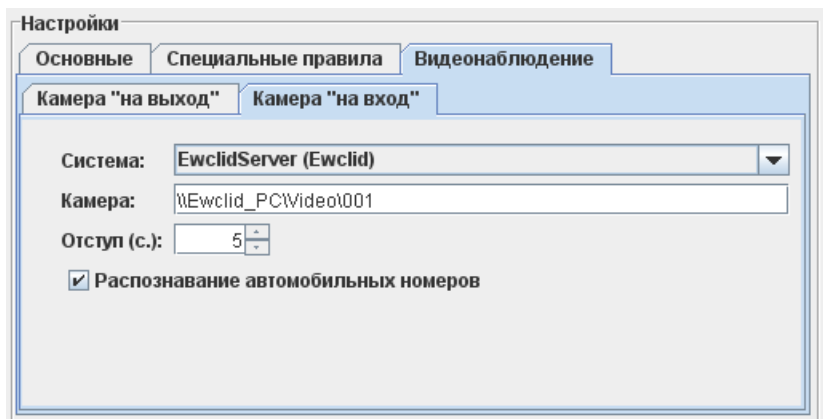 Настройки
Основные Специальные правила Видеонаблюдение
Камера "на выход" Камера "на вход"
Система: EwclidServer (Ewclid)
Камера: \\Ewclid_PC\Video\001
Отступ (с.): 5
Распознавание автомобильных номеров